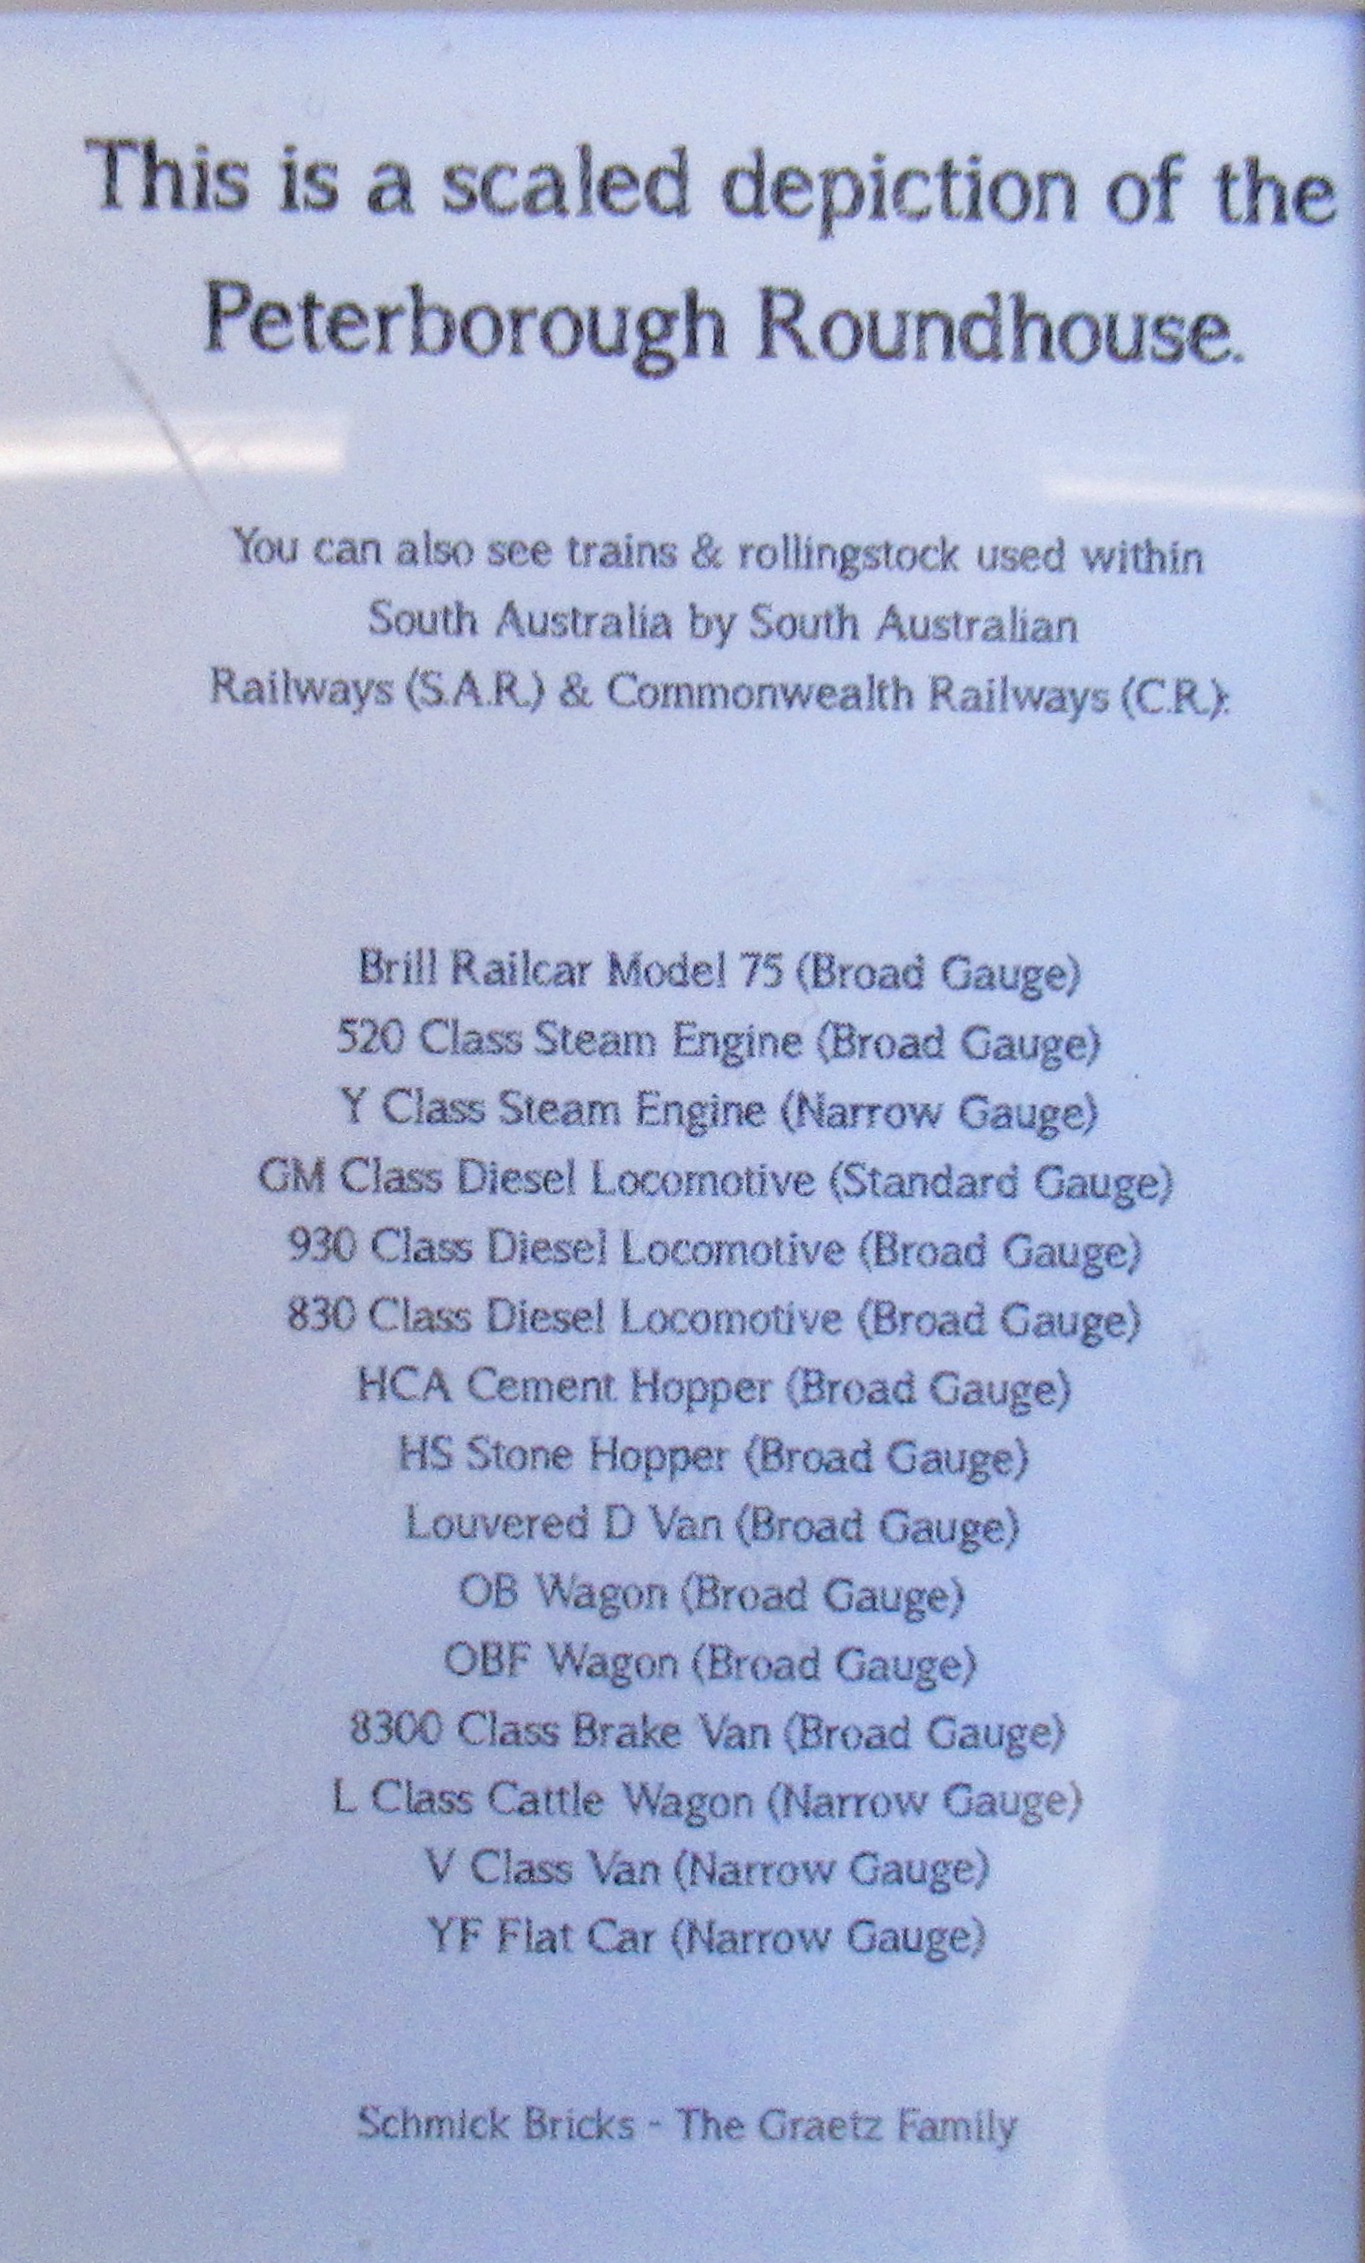 This is a scaled depiction of the
Peterborough Roundhouse.
You can also see trains & rollingstock used within
South Australia by South Australian
Railways (S.A.R.) & Commonwealth Railways (C.R.):
Brill Railcar Model 75 (Broad Gauge)
520 Class Steam Engine (Broad Gauge)
Y Class Steam Engine (Narrow Gauge)
GM Class Diesel Locomotive (Standard Gauge)
930 Class Diesel Locomotive (Broad Gauge)
830 Class Diesel Locomotive (Broad Gauge)
HCA Cement Hopper (Broad Gauge)
HS Stone Hopper (Broad Gauge)
Louvered D Van (Broad Gauge)
OB Wagon (Broad Gauge)
OBF Wagon (Broad Gauge)
8300 Class Brake Van (Broad Gauge)
L Class Cattle Wagon (Narrow Gauge)
V Class Van (Narrow Gauge)
YF Flat Car (Narrow Gauge)
Schmick Bricks - The Graetz Family